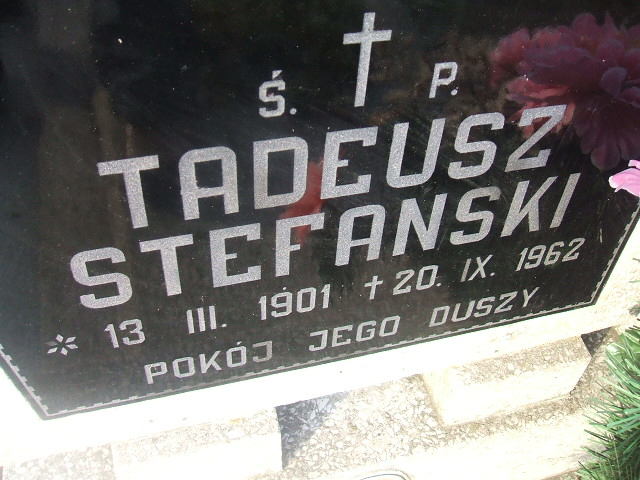 Ś. P.
TADEUSZ
STEFANSKI
* 13 III. 1901 † 20. IX. 1962
POKÓJ JEGO DUSZY